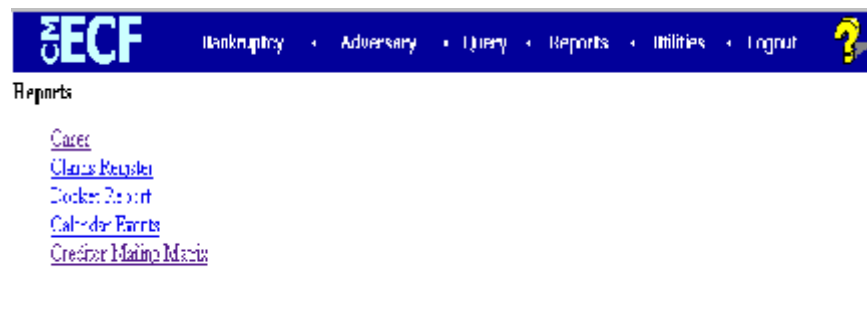 CM ECF Bankruptcy • Adversary • Query • Reports • Utilities • Logout ?
Reports
Cases
Claims Register
Docket Report
Calendar Events
Creditor Mailing Matrix